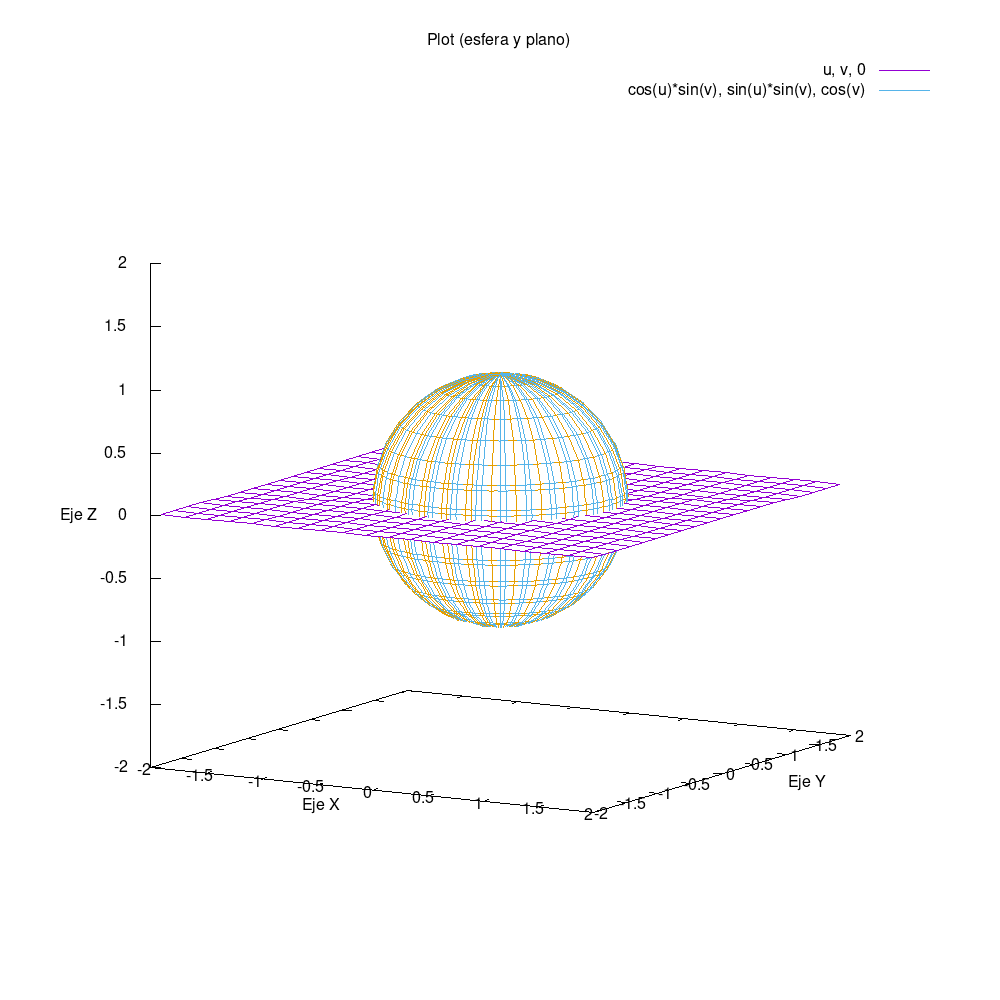 Plot (esfera y plano)
u, v, 0
cos(u)*sin(v), sin(u)*sin(v), cos(v)
2
1.5
1
0.5
Eje Z 0
-0.5
-1
-1.5
-2
-2 -1.5 -1 -0.5 0 0.5 1 1.5 2
Eje X
-2 -1.5 -1 -0.5 0 0.5 1 1.5 2
Eje Y